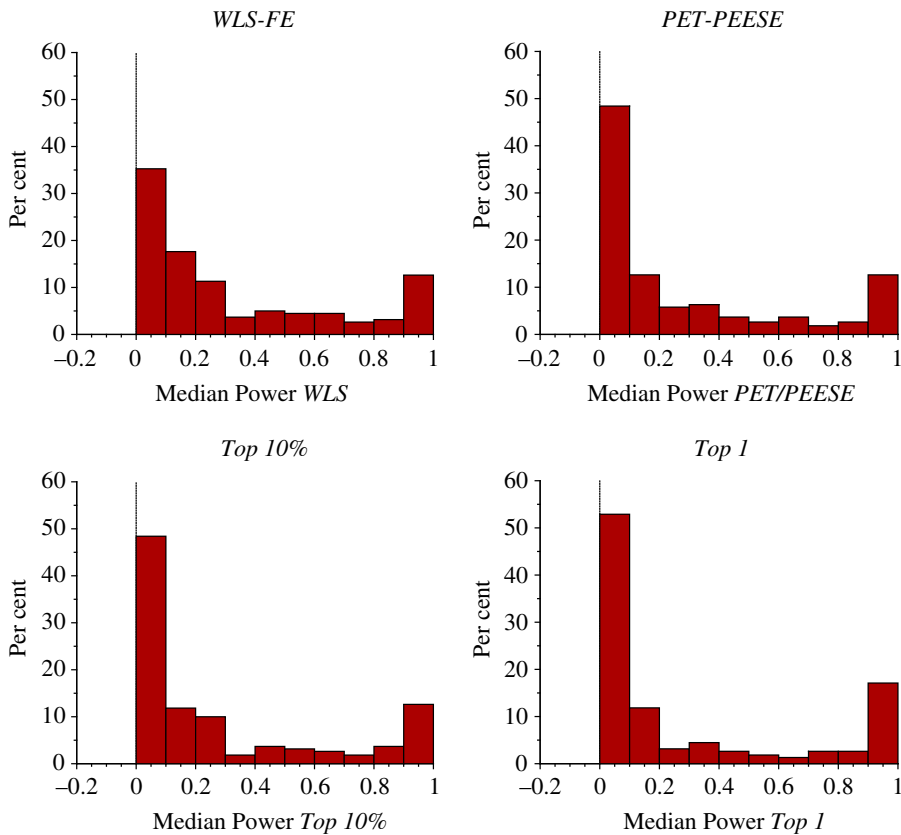 WLS-FE
60
50
40
30
20
10
0
Per cent
−0.2 0 0.2 0.4 0.6 0.8 1
Median Power WLS
PET-PEESE
60
50
40
30
20
10
0
Per cent
−0.2 0 0.2 0.4 0.6 0.8 1
Median Power PET/PEESE
Top 10%
60
50
40
30
20
10
0
Per cent
−0.2 0 0.2 0.4 0.6 0.8 1
Median Power Top 10%
Top 1
60
50
40
30
20
10
0
Per cent
−0.2 0 0.2 0.4 0.6 0.8 1
Median Power Top 1